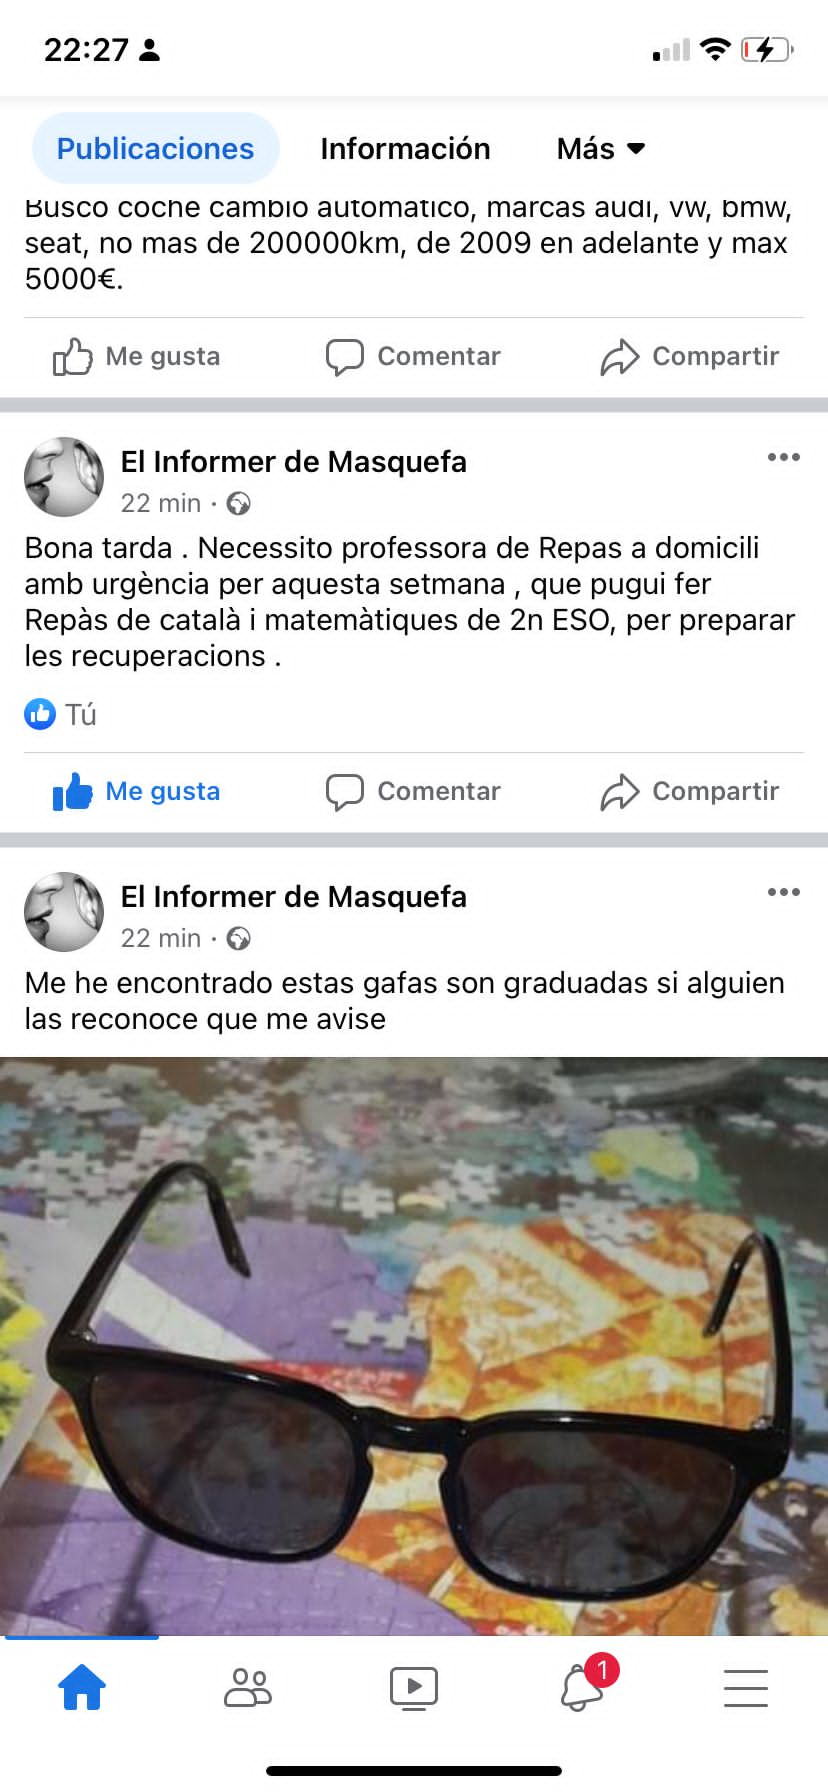 22:27
Publicaciones
Información
Más
Busco coche cambio automatico, marcas audi, vw, bmw,
seat, no mas de 200000km, de 2009 en adelante y max
5000€.
Me gusta
Comentar
Compartir
El Informer de Masquefa
22 min ·
Bona tarda . Necessito professora de Repas a domicili
amb urgència per aquesta setmana , que pugui fer
Repàs de català i matemàtiques de 2n ESO, per preparar
les recuperacions .
Tú
Me gusta
Comentar
Compartir
El Informer de Masquefa
22 min ·
Me he encontrado estas gafas son graduadas si alguien
las reconoce que me avise
1